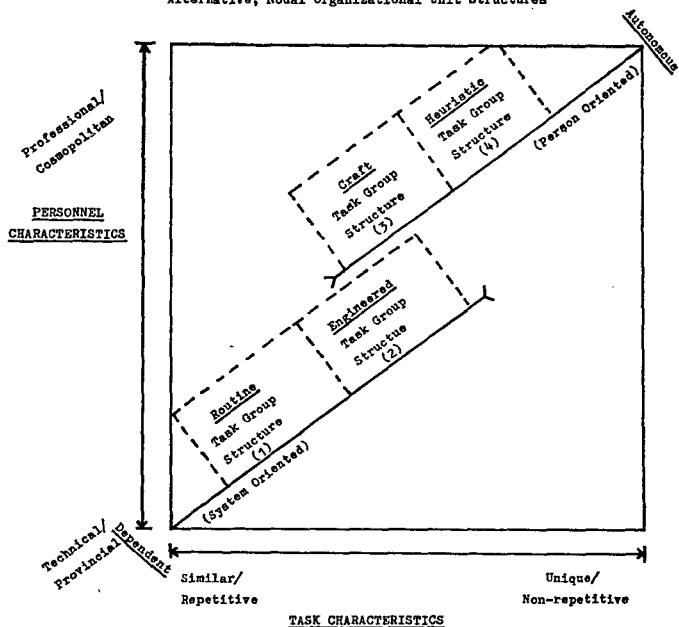 Alternative, Nodal Organizational Unit Structures
Autonomous
Professional/
Cosmopolitan
PERSONNEL
CHARACTERISTICS
Heuristic
Task Group
Structure
(4)
(Person Oriented)
Craft
Task Group
Structure
(3)
Engineered
Task Group
Structus
(2)
Routine
Task Group
Structure
(1)
(System Oriented)
Technical/
Provincial
Dependent
Similar/
Repetitive
Unique/
Non-repetitive
TASK CHARACTERISTICS